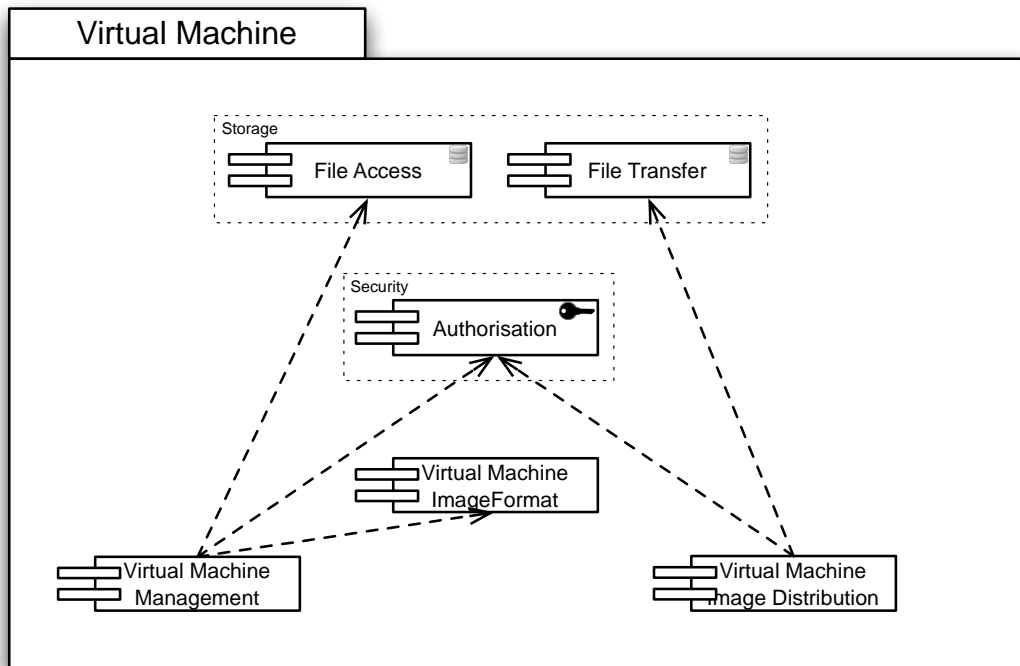 Virtual Machine
Storage
File Access
File Transfer
Security
Authorisation
Virtual Machine
ImageFormat
Virtual Machine
Management
Virtual Machine
Image Distribution